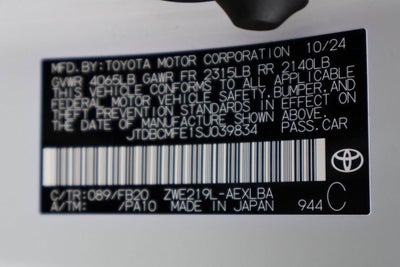 MFD. BY: TOYOTA MOTOR CORPORATION 10/24
GVWR 4065LB GAWR FR 2315LB RR 2140LB
THIS VEHICLE CONFORMS TO ALL APPLICABLE
FEDERAL MOTOR VEHICLE SAFETY, BUMPER, AND
THEFT PREVENTION STANDARDS IN EFFECT ON
THE DATE OF MANUFACTURE SHOWN ABOVE.
JTDBCMFE1SJ039834 PASS.CAR
C/TR: 089/FB20 ZWE219L-AEXLBA
A/TM: /PA10 MADE IN JAPAN 944 C